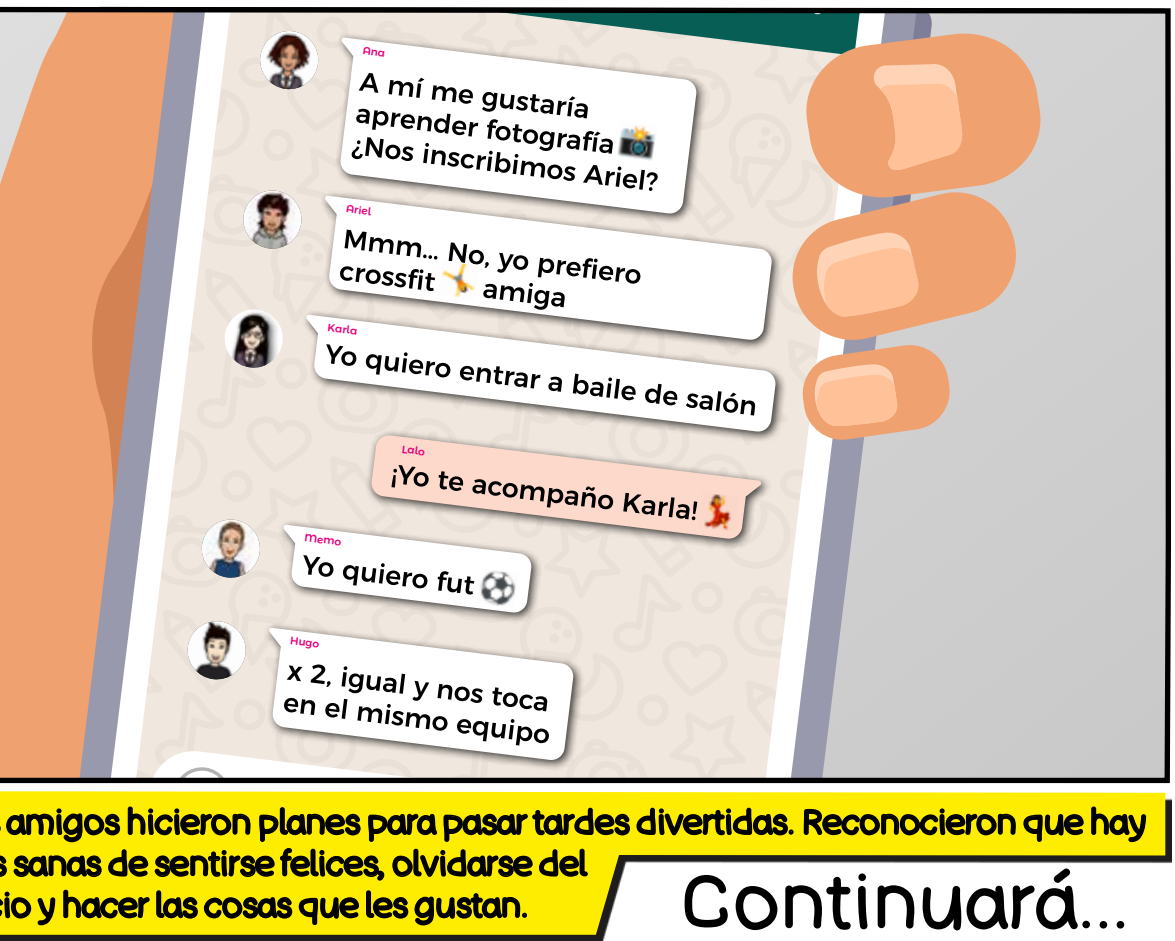 Ana
A mí me gustaría
aprender fotografía
¿Nos inscribimos Ariel?
Ariel
Mmm... No, yo prefiero
crossfit amiga
Karla
Yo quiero entrar a baile de salón
Lalo
¡Yo te acompaño Karla!
Memo
Yo quiero fut
Hugo
x 2, igual y nos toca
en el mismo equipo
amigos hicieron planes para pasar tardes divertidas. Reconocieron que hay
sanas de sentirse felices, olvidarse del
y hacer las cosas que les gustan.
Continuará...